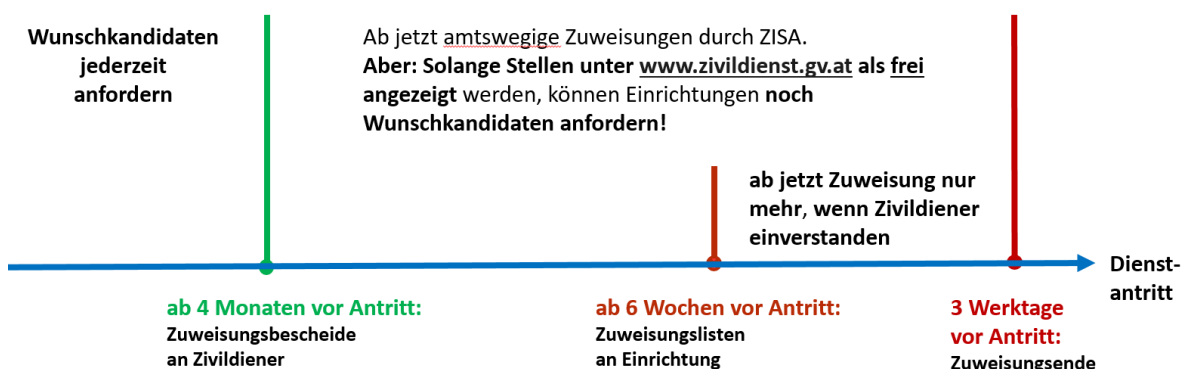 Wunschkandidaten
jederzeit
anfordern
Ab jetzt amtswegige Zuweisungen durch ZISA.
Aber: Solange Stellen unter www.zivildienst.gv.at als frei
angezeigt werden, können Einrichtungen noch
Wunschkandidaten anfordern!
ab jetzt Zuweisung nur
mehr, wenn Zivildiener
einverstanden
Dienst-
antritt
ab 4 Monaten vor Antritt:
Zuweisungsbescheide
an Zivildiener
ab 6 Wochen vor Antritt:
Zuweisungslisten
an Einrichtung
3 Werktage
vor Antritt:
Zuweisungsende